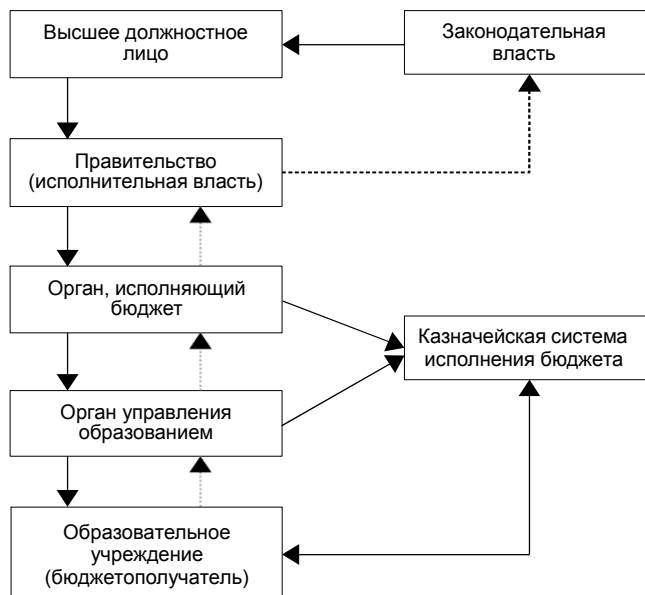 Высшее должностное
лицо
Законодательная
власть
Правительство
(исполнительная власть)
Орган, исполняющий
бюджет
Казначейская система
исполнения бюджета
Орган управления
образованием
Образовательное
учреждение
(бюджетополучатель)